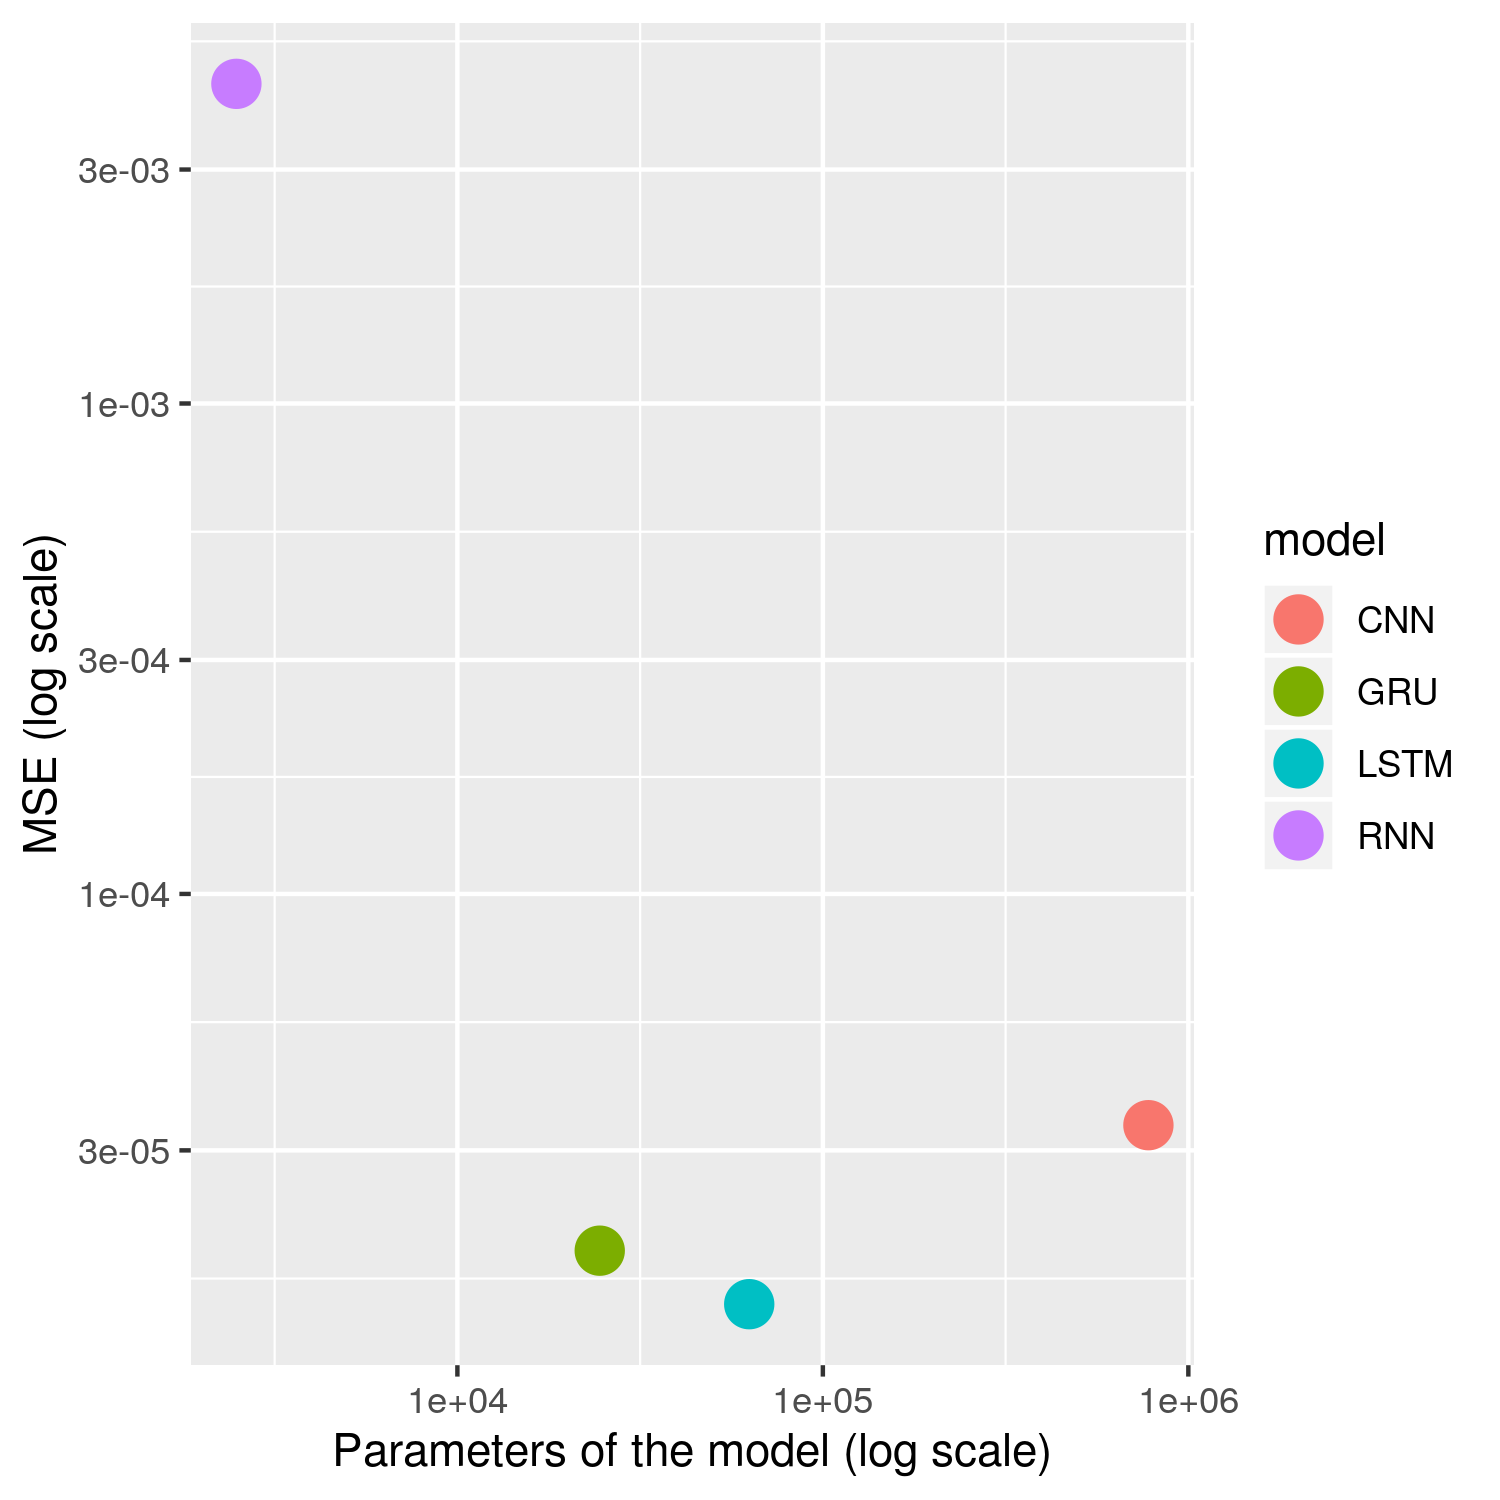 MSE (log scale)
3e-03
1e-03
3e-04
1e-04
3e-05
1e+04
1e+05
1e+06
Parameters of the model (log scale)
model
CNN
GRU
LSTM
RNN